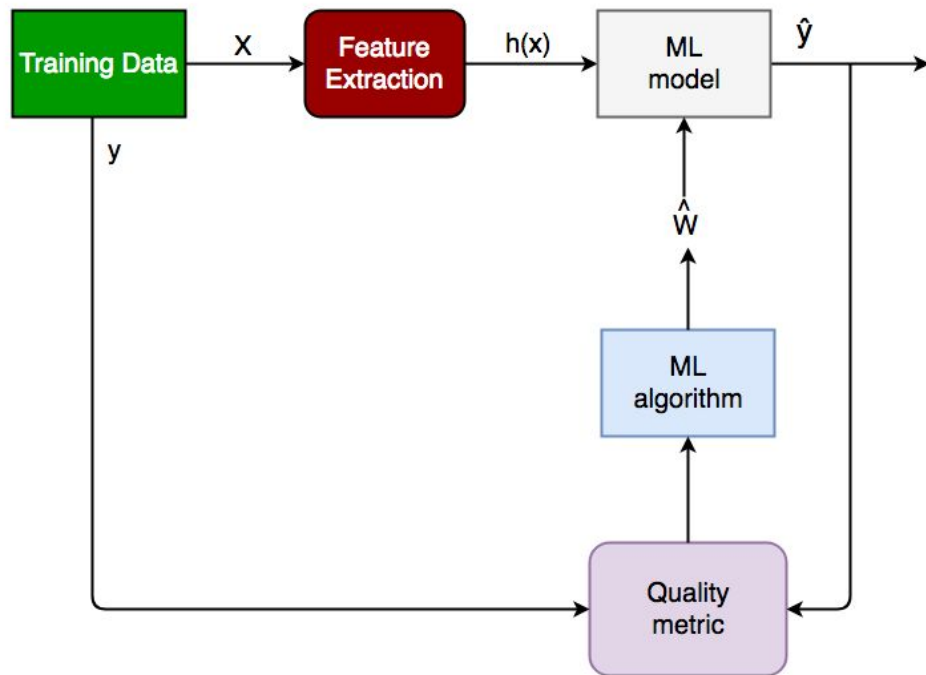 Training Data
X
Feature
Extraction
h(x)
ML
model
ŷ
y
ŵ
ML
algorithm
Quality
metric